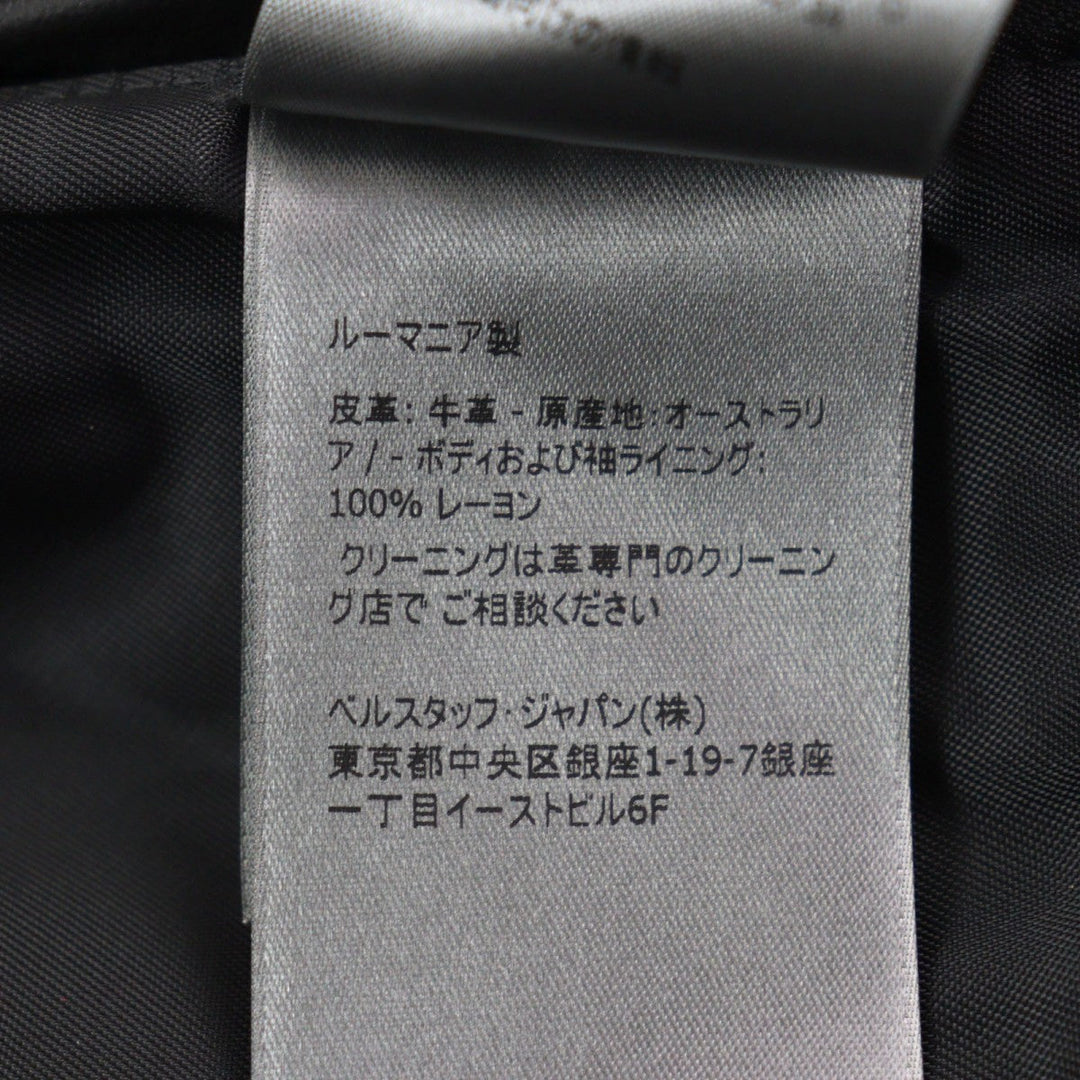 ルーマニア製
皮革: 牛革 - 原産地: オーストラリ
ア / - ボディおよび袖ライニング:
100% レーヨン
クリーニングは革専門のクリーニン
グ店で ご相談ください
ベルスタッフ・ジャパン(株)
東京都中央区銀座1-19-7銀座
一丁目イーストビル6F